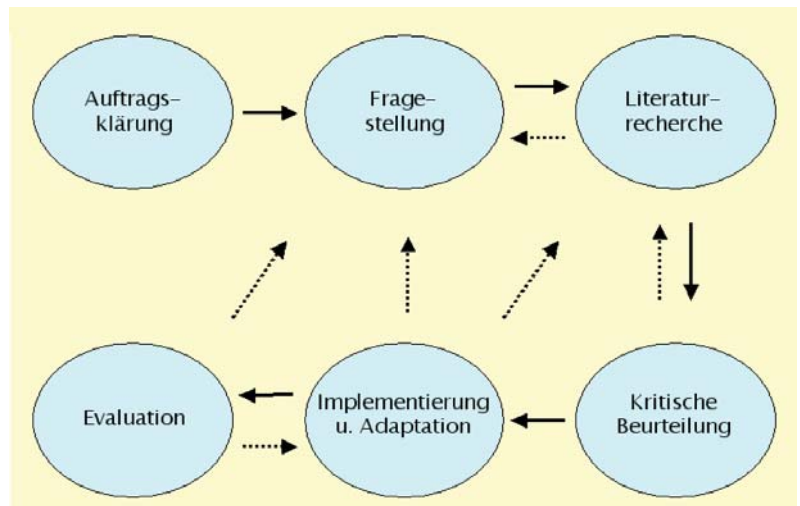 Auftrags-
klärung
Frage-
stellung
Literatur-
recherche
Evaluation
Implementierung
u. Adaptation
Kritische
Beurteilung